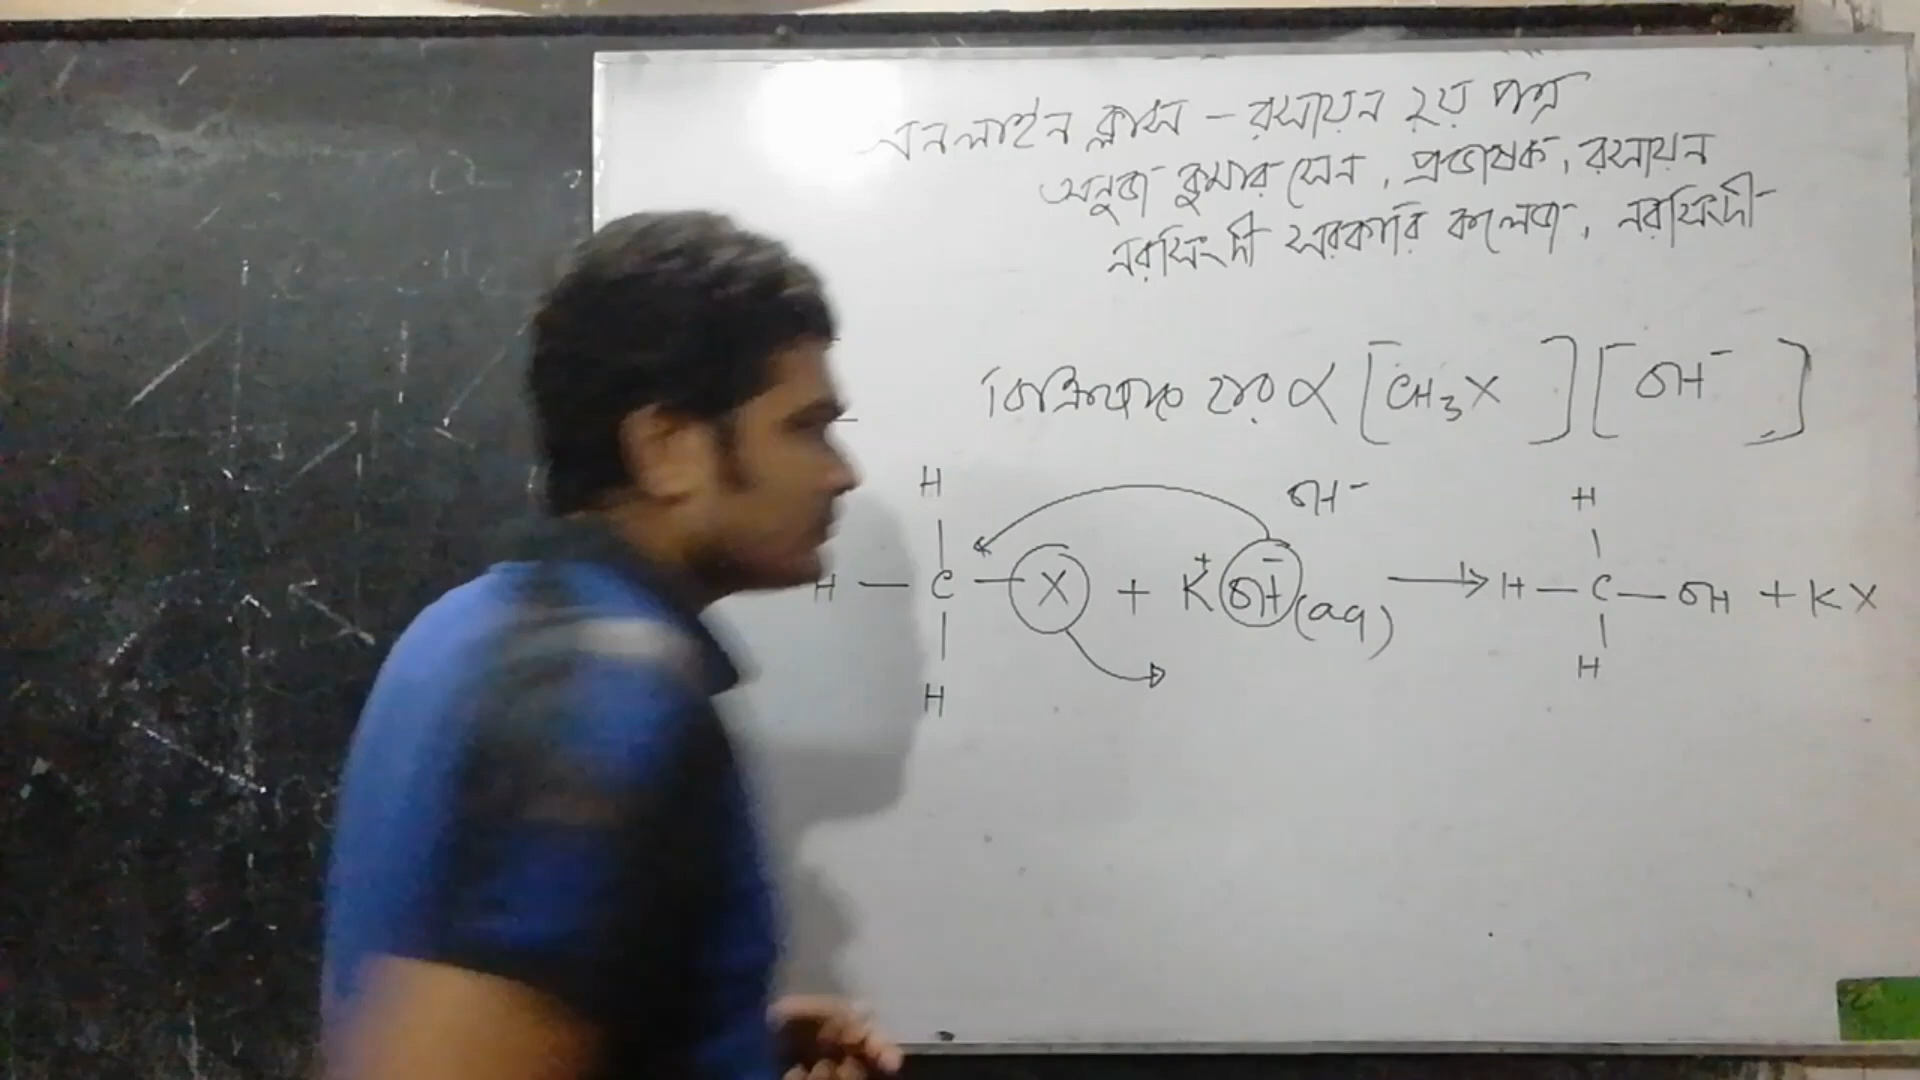 অনলাইন ক্লাস – রসায়ন ২য় পত্র
অনুজ কুমার সেন, প্রভাষক, রসায়ন
নরসিংদী সরকারি কলেজ, নরসিংদী
বিক্রিয়ার হার ∝ [CH₃X] [OH⁻]
OH⁻
H H
H — C — X + K⁺OH⁻(aq) → H — C — OH + KX
H H